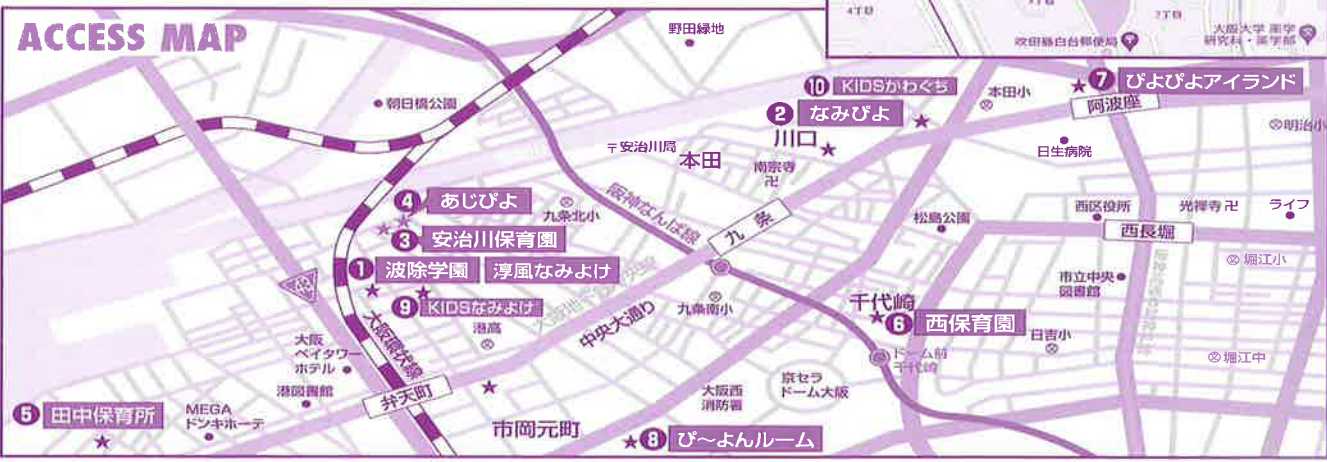 ACCESS MAP
野田緑地
4丁目
7丁目
吹田藤白台郵便局
大阪大学 薬学
研究科・薬学部
朝日橋公園
⑩ KIDSかわぐち
② なみぴよ
川口
本田小
⑦ ぴよぴよアイランド
阿波座
明治小
日生病院
〒安治川局
本田
南宗寺
卍
④ あじぴよ
九条北小
③ 安治川保育園
阪神なんば線
九条
松島公園
西区役所
光禅寺 卍
ライフ
西長堀
① 波除学園
淳風なみよけ
堀江小
市立中央
図書館
⑨ KIDSなみよけ
港高
九条南小
千代崎
⑥ 西保育園
日吉小
大阪環状線
中央大通り
大阪
ベイタワー
ホテル
ドーム前
千代崎
堀江中
港図書館
弁天町
大阪西
消防署
京セラ
ドーム大阪
⑤ 田中保育所
MEGA
ドンキホーテ
市岡元町
⑧ ぴ~よんルーム